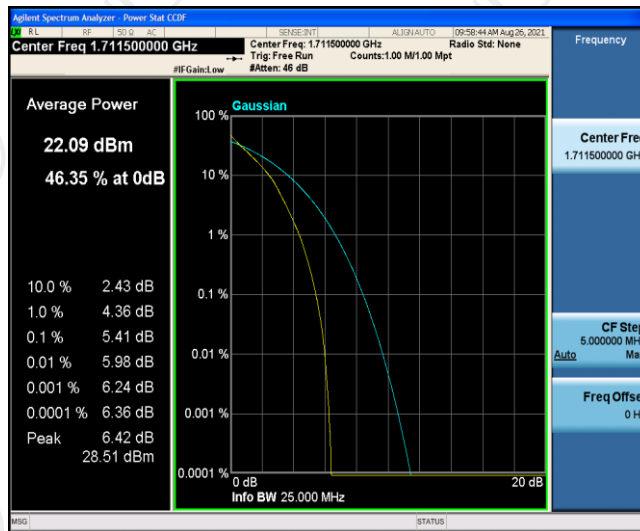 Agilent Spectrum Analyzer - Power Stat CCDF
RL RF 50 Ω AC SENSE:INT ALIGNAUTO 09:58:44 AM Aug 26, 2021
Center Freq 1.711500000 GHz
Center Freq: 1.711500000 GHz Radio Std: None
Trig: Free Run Counts:1.00 M/1.00 Mpt
#IFGain:Low #Atten: 46 dB
Frequency
Average Power
22.09 dBm
46.35 % at 0dB
10.0 % 2.43 dB
1.0 % 4.36 dB
0.1 % 5.41 dB
0.01 % 5.98 dB
0.001 % 6.24 dB
0.0001 % 6.36 dB
Peak 6.42 dB
28.51 dBm
100 % Gaussian
10 %
1 %
0.1 %
0.01 %
0.001 %
0.0001 %
0 dB 20 dB
Info BW 25.000 MHz
Center Fre
1.711500000 GH
CF Step
5.000000 MH
Auto Ma
Freq Offse
0 H
MSG STATUS